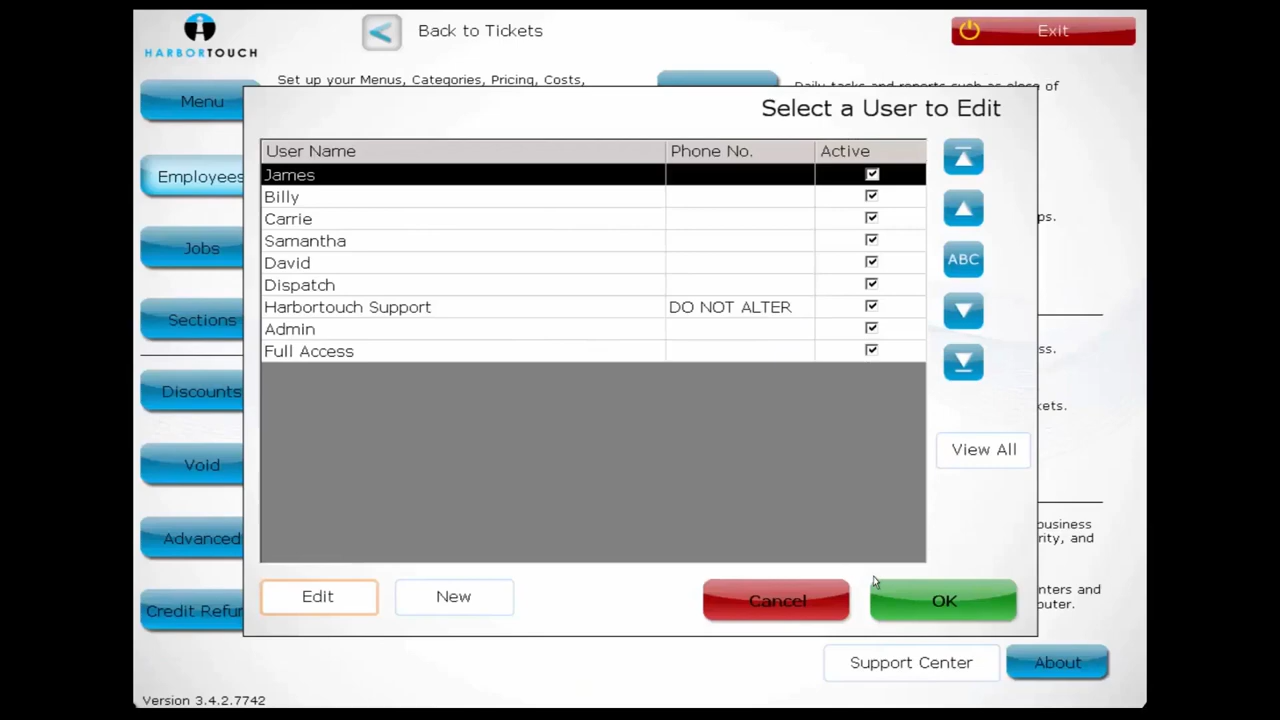 HARBORTOUCH
Back to Tickets
Exit
Set up your Menus, Categories, Pricing, Costs,
Daily tasks and reports such as close of
Menu
Select a User to Edit
User Name Phone No. Active
James
Employees
Billy
Carrie
ps.
Samantha
Jobs
David
ABC
Dispatch
Harbortouch Support DO NOT ALTER
Sections
Admin
Full Access
ss.
Discounts
kets.
View All
Void
business
Advanced
rity, and
Edit
New
Cancel
OK
nters and
puter.
Credit Refun
Support Center
About
Version 3.4.2.7742